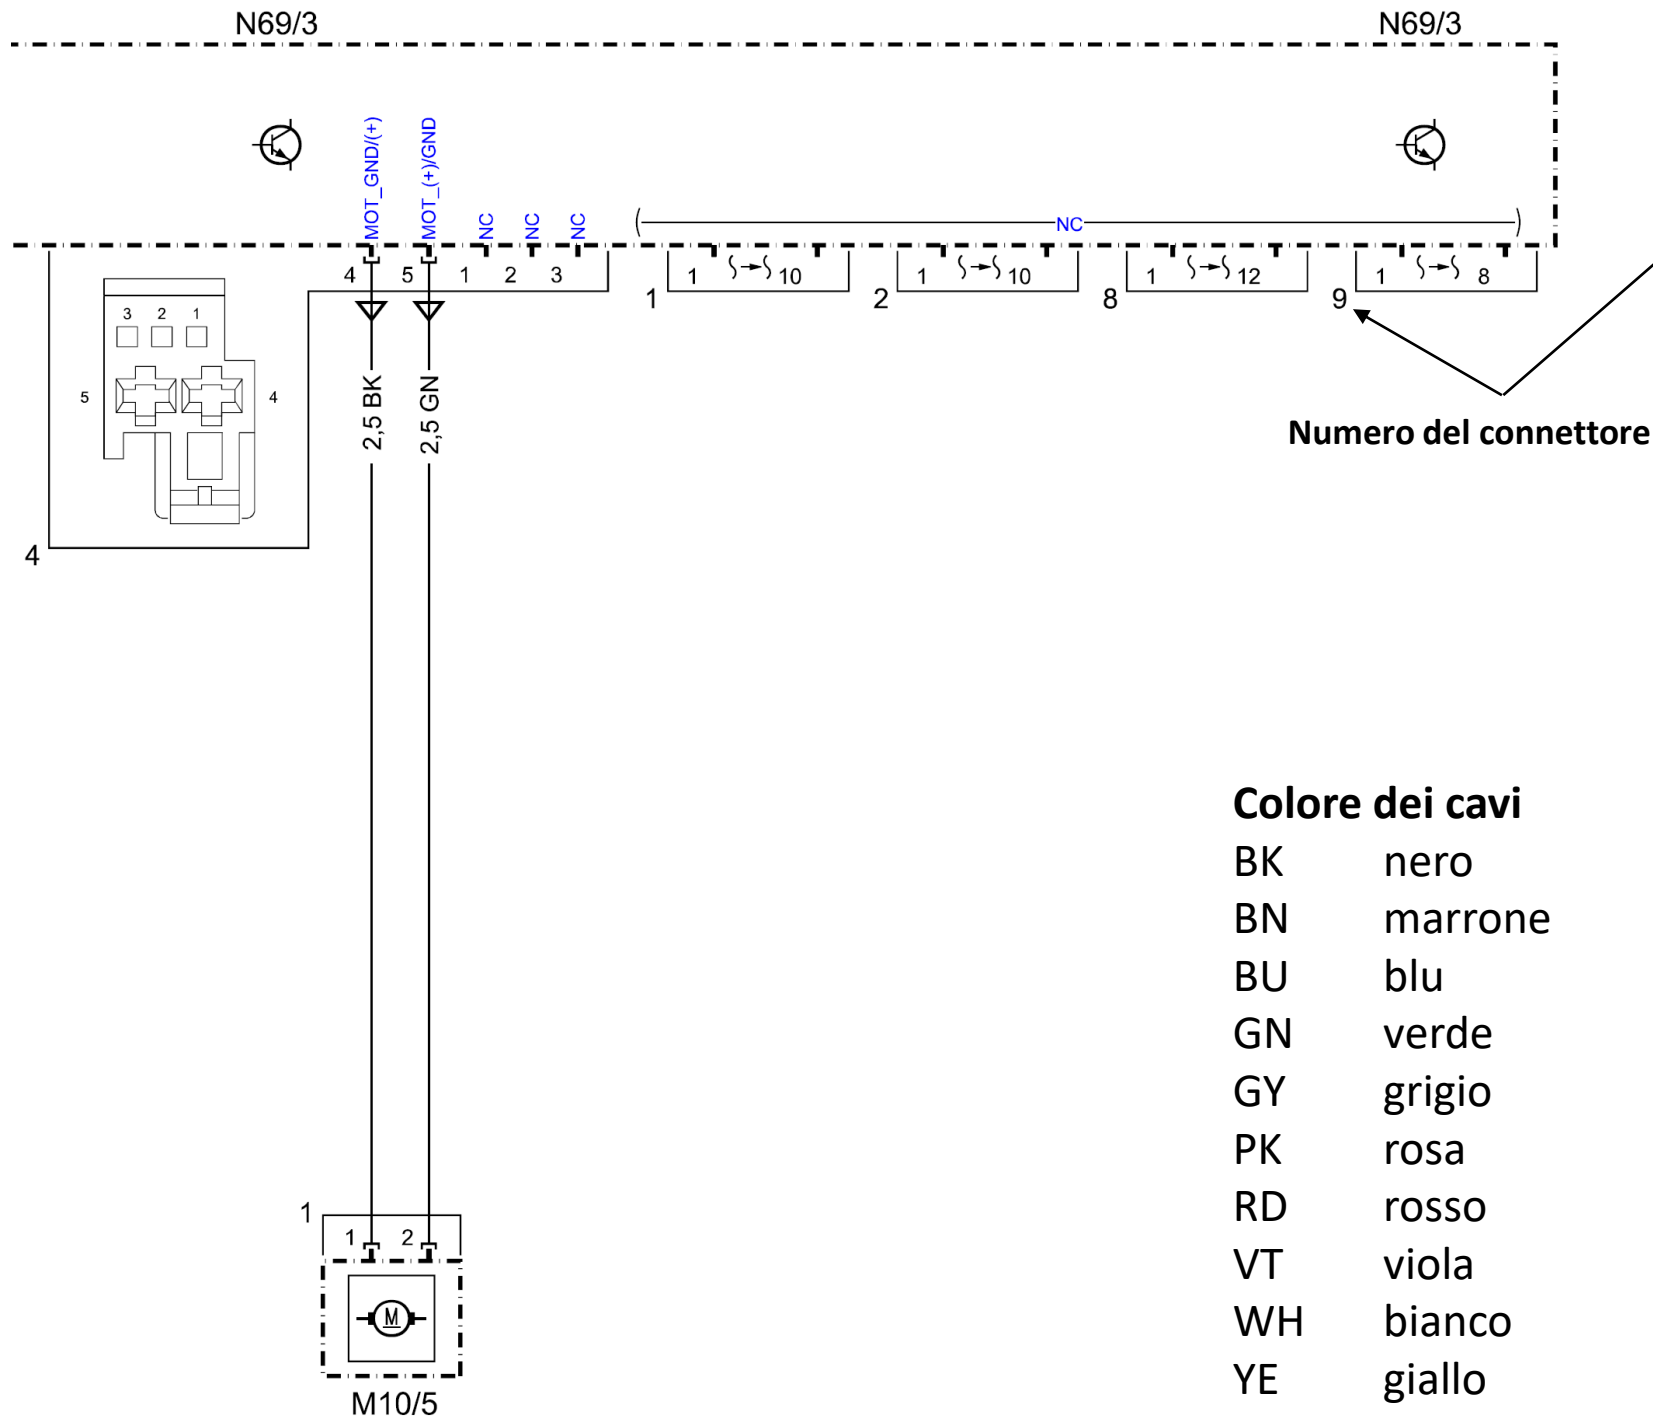 N69/3 N69/3
MOT_GND/(+)
MOT_(+)/GND
NC
NC
NC
NC
4 5 1 2 3
1 10
1 10
1 12
1 8
1 2 8 9
3 2 1
5 4
4
2,5 BK
2,5 GN
Numero del connettore
Colore dei cavi
BK nero
BN marrone
BU blu
GN verde
GY grigio
PK rosa
RD rosso
VT viola
WH bianco
YE giallo
1
1 2
M
M10/5